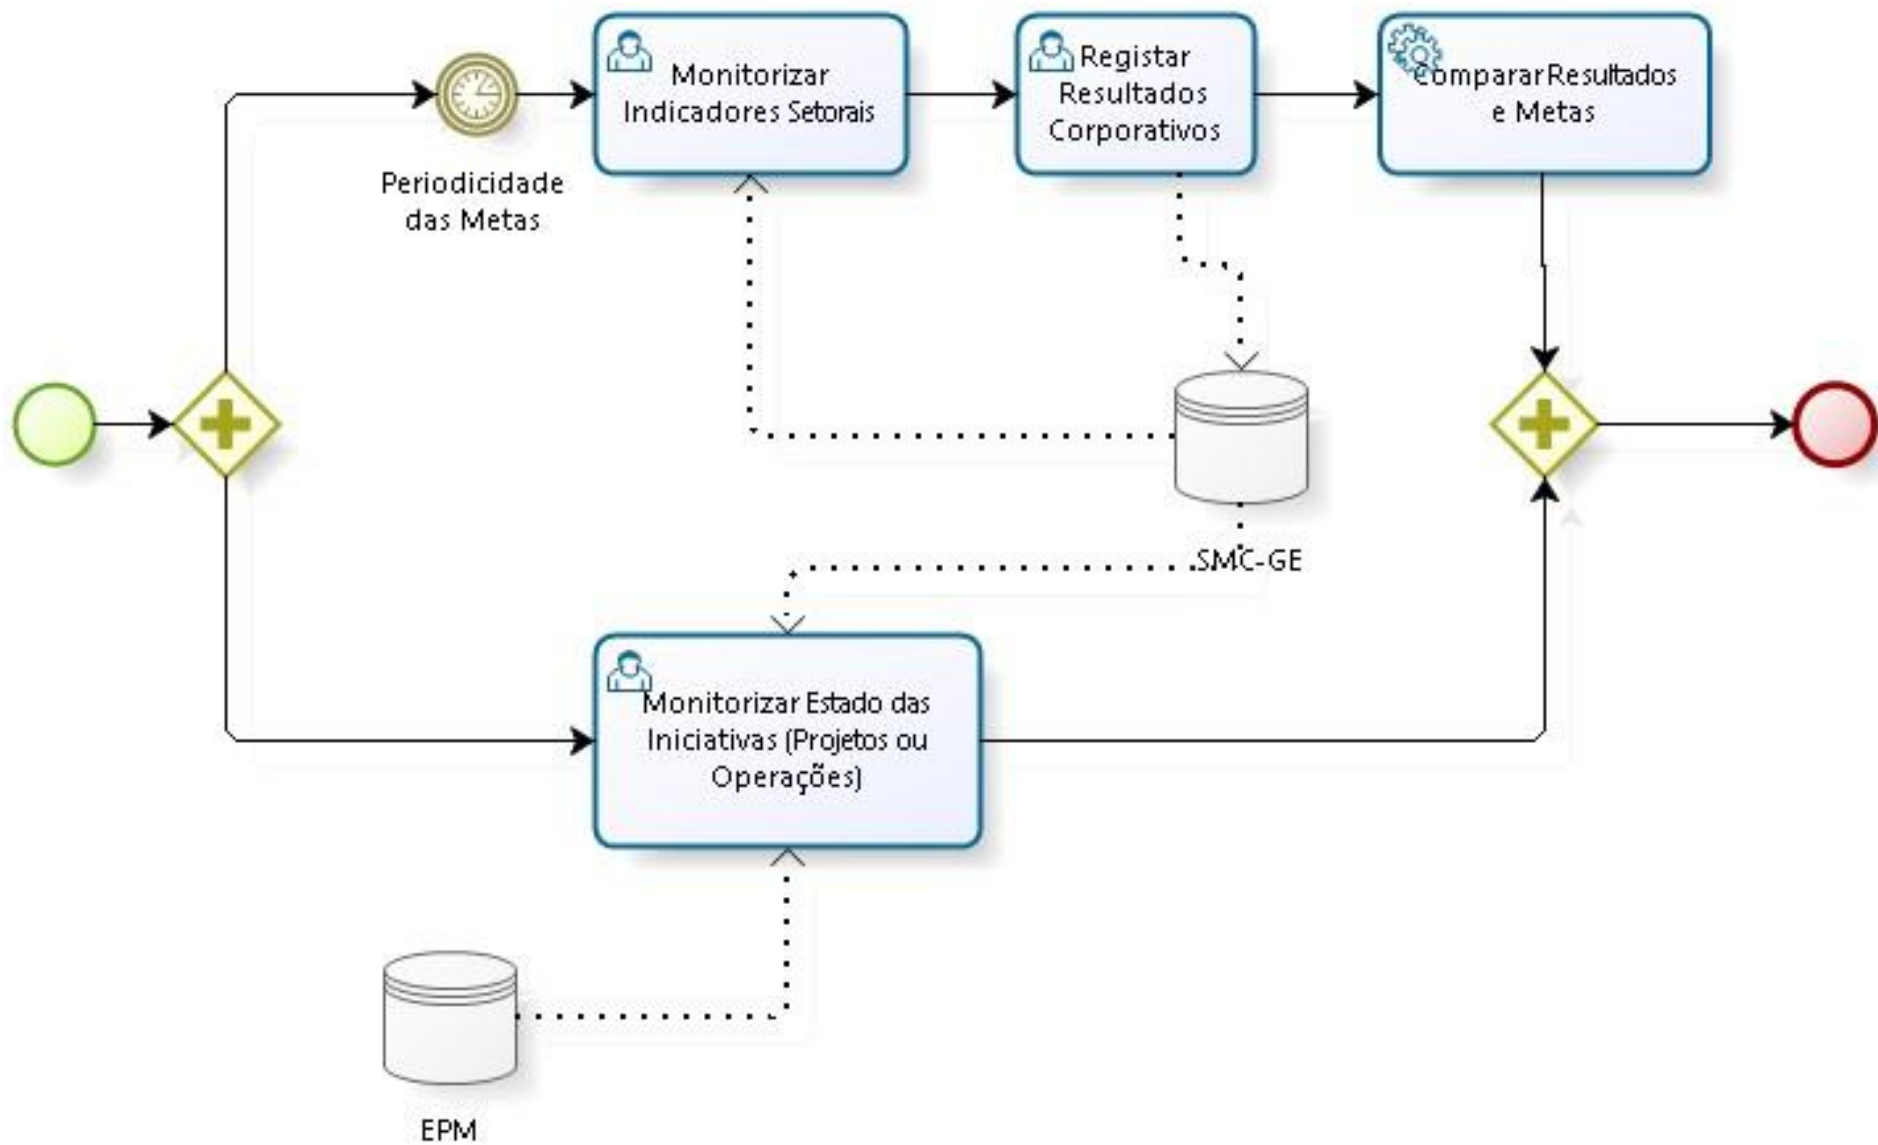 Monitorizar
Indicadores Setorais
Registar
Resultados
Corporativos
Comparar Resultados
e Metas
Periodicidade
das Metas
SMC-GE
Monitorizar Estado das
Iniciativas (Projetos ou
Operações)
EPM